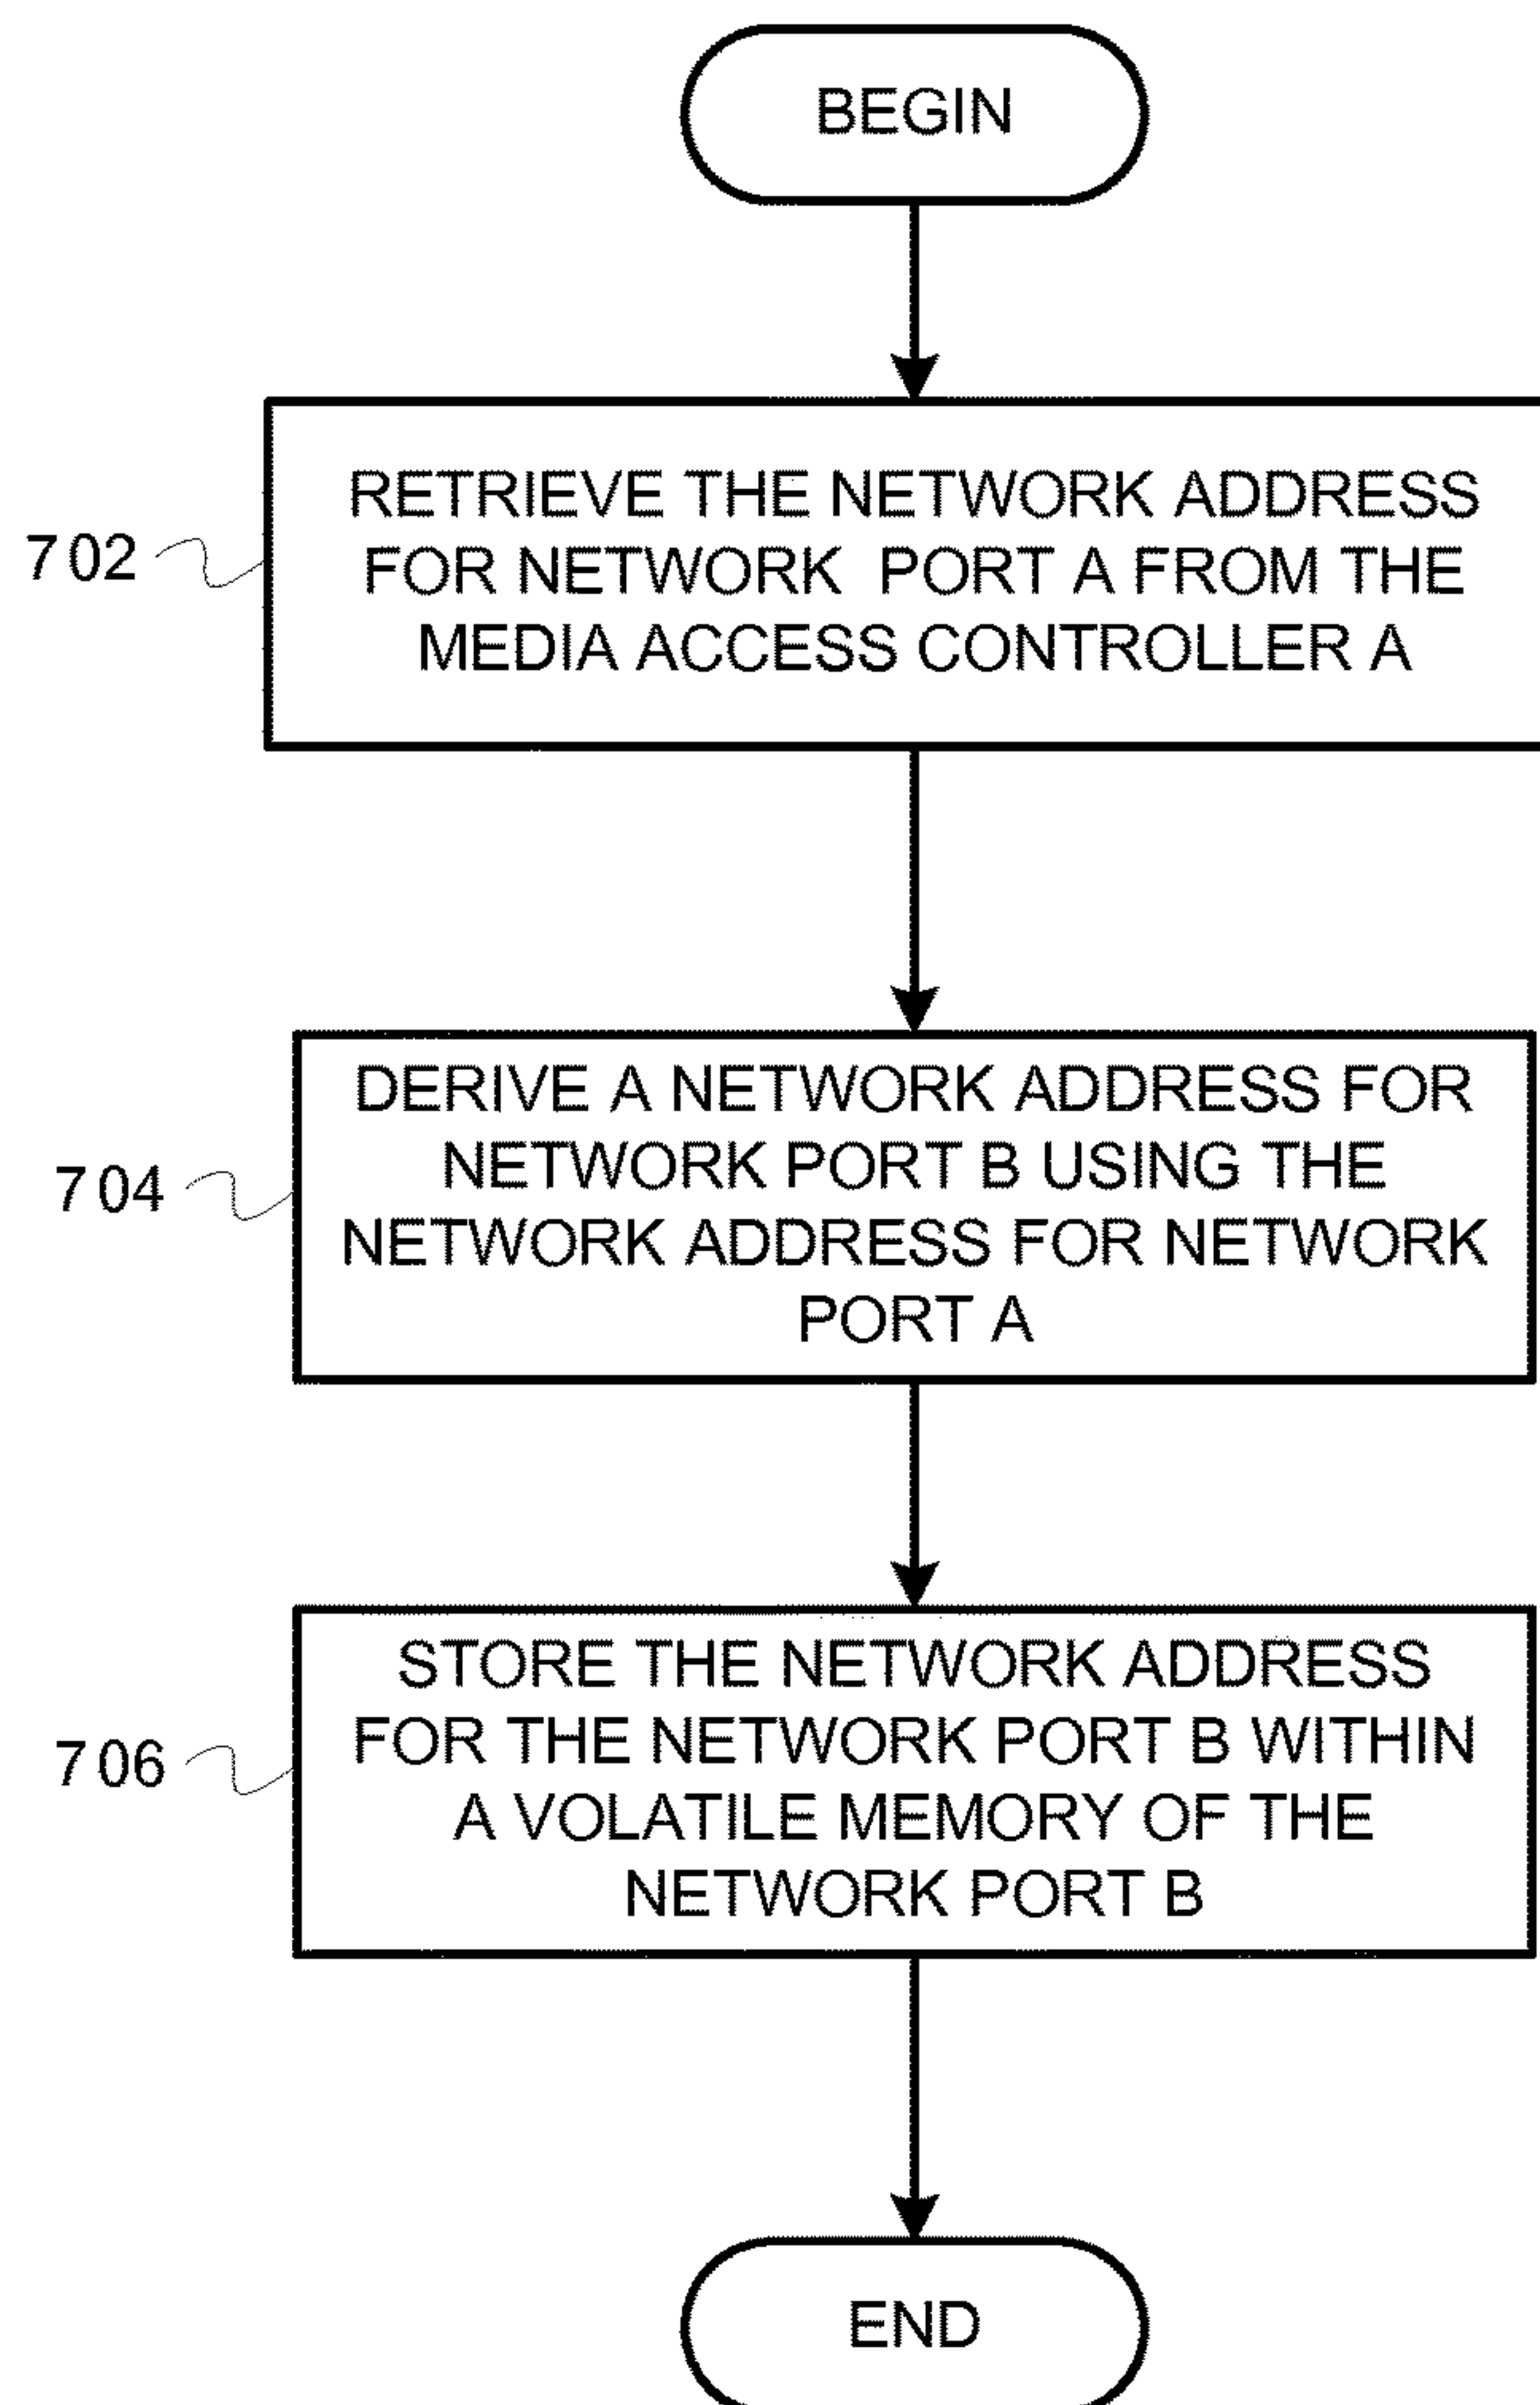 BEGIN
702
RETRIEVE THE NETWORK ADDRESS
FOR NETWORK PORT A FROM THE
MEDIA ACCESS CONTROLLER A
704
DERIVE A NETWORK ADDRESS FOR
NETWORK PORT B USING THE
NETWORK ADDRESS FOR NETWORK
PORT A
706
STORE THE NETWORK ADDRESS
FOR THE NETWORK PORT B WITHIN
A VOLATILE MEMORY OF THE
NETWORK PORT B
END